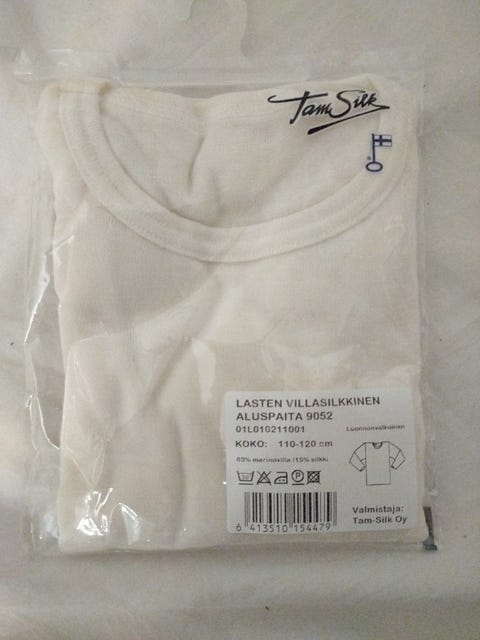 Tam-Silk
LASTEN VILLASILKKINEN
ALUSPAITA 9052
01L010211001
Luonnonvalkoinen
KOKO: 110-120 cm
85% merinovilla /15% silkki
P
6 413510 154479
Valmistaja:
Tam-Silk Oy